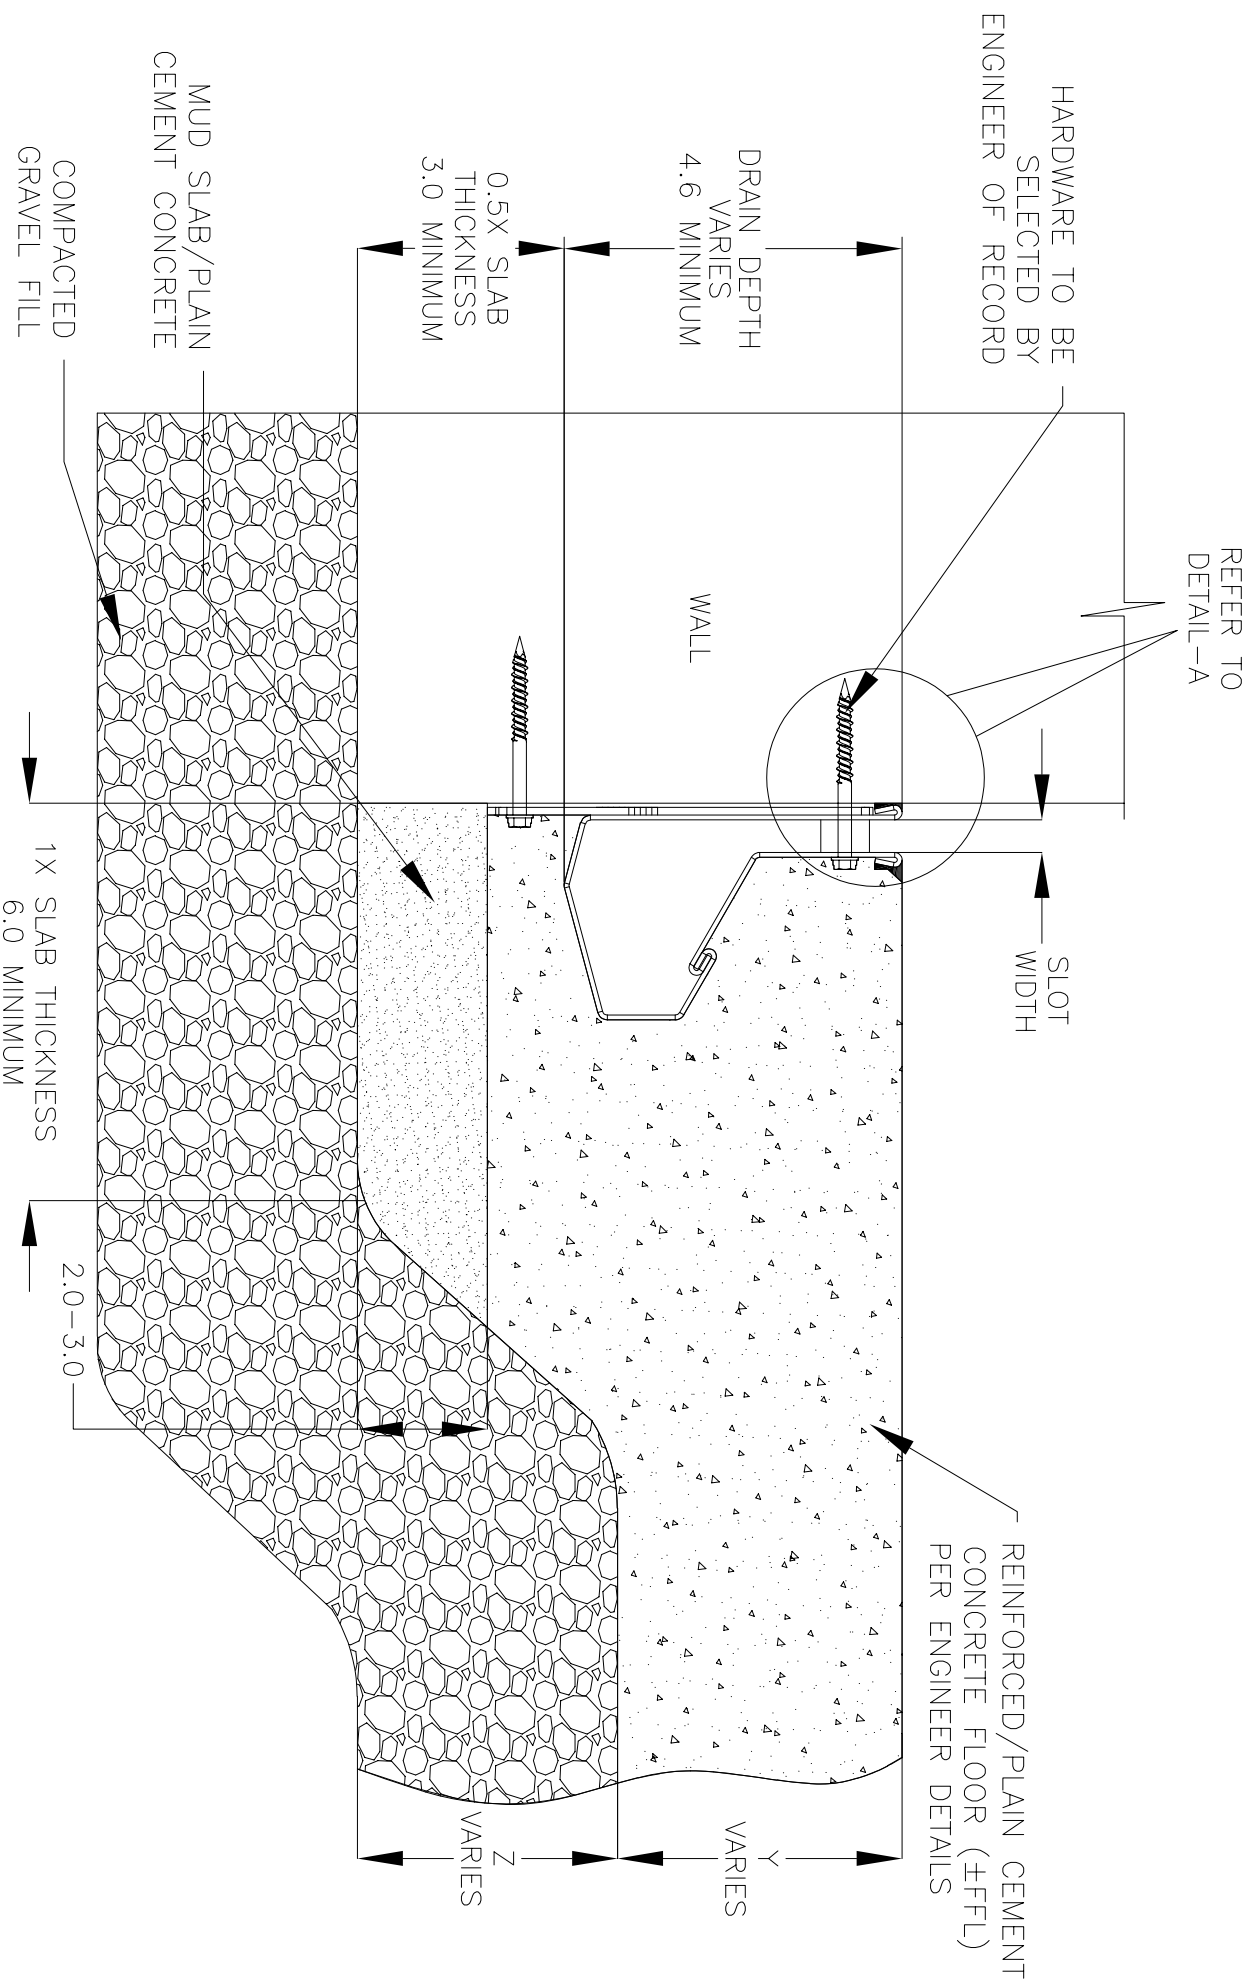 HARDWARE TO BE
SELECTED BY
ENGINEER OF RECORD
REFER TO
DETAIL-A
SLOT
WIDTH
REINFORCED/PLAIN CEMENT
CONCRETE FLOOR (±FFL)
PER ENGINEER DETAILS
DRAIN DEPTH
VARIES
4.6 MINIMUM
WALL
Y
VARIES
0.5X SLAB
THICKNESS
3.0 MINIMUM
Z
VARIES
MUD SLAB/PLAIN
CEMENT CONCRETE
COMPACTED
GRAVEL FILL
1X SLAB THICKNESS
6.0 MINIMUM
2.0-3.0